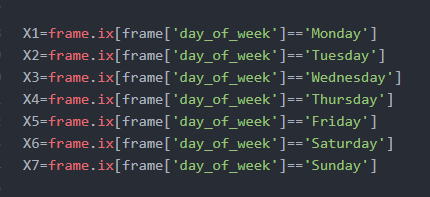 X1=frame.ix[frame['day_of_week']=='Monday']
X2=frame.ix[frame['day_of_week']=='Tuesday']
X3=frame.ix[frame['day_of_week']=='Wednesday']
X4=frame.ix[frame['day_of_week']=='Thursday']
X5=frame.ix[frame['day_of_week']=='Friday']
X6=frame.ix[frame['day_of_week']=='Saturday']
X7=frame.ix[frame['day_of_week']=='Sunday']